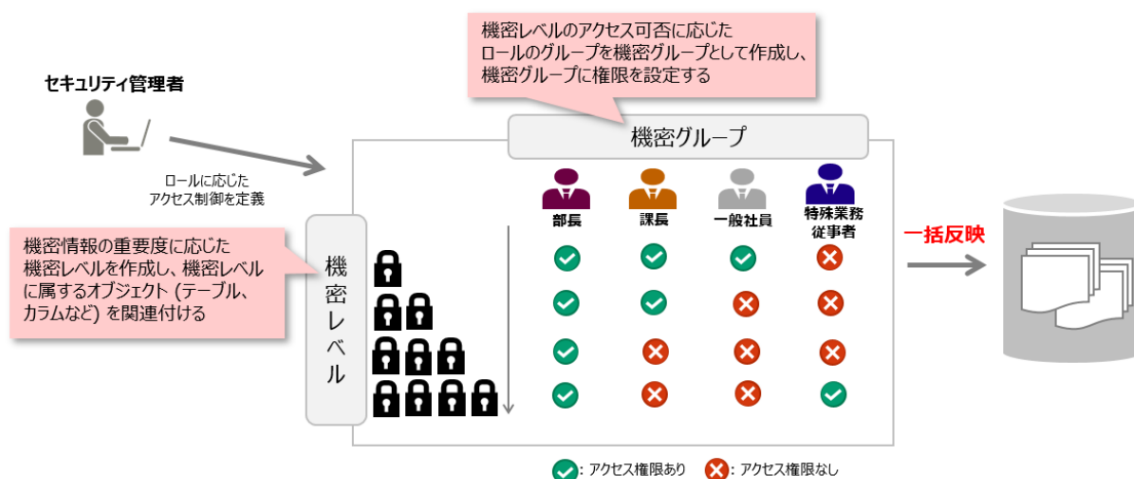 機密レベルのアクセス可否に応じた
ロールのグループを機密グループとして作成し、
機密グループに権限を設定する
セキュリティ管理者
機密グループ
ロールに応じた
アクセス制御を定義
部長
課長
一般社員
特殊業務
従事者
一括反映
機密情報の重要度に応じた
機密レベルを作成し、機密レベル
に属するオブジェクト (テーブル、
カラムなど) を関連付ける
機密レベル
: アクセス権限あり
: アクセス権限なし